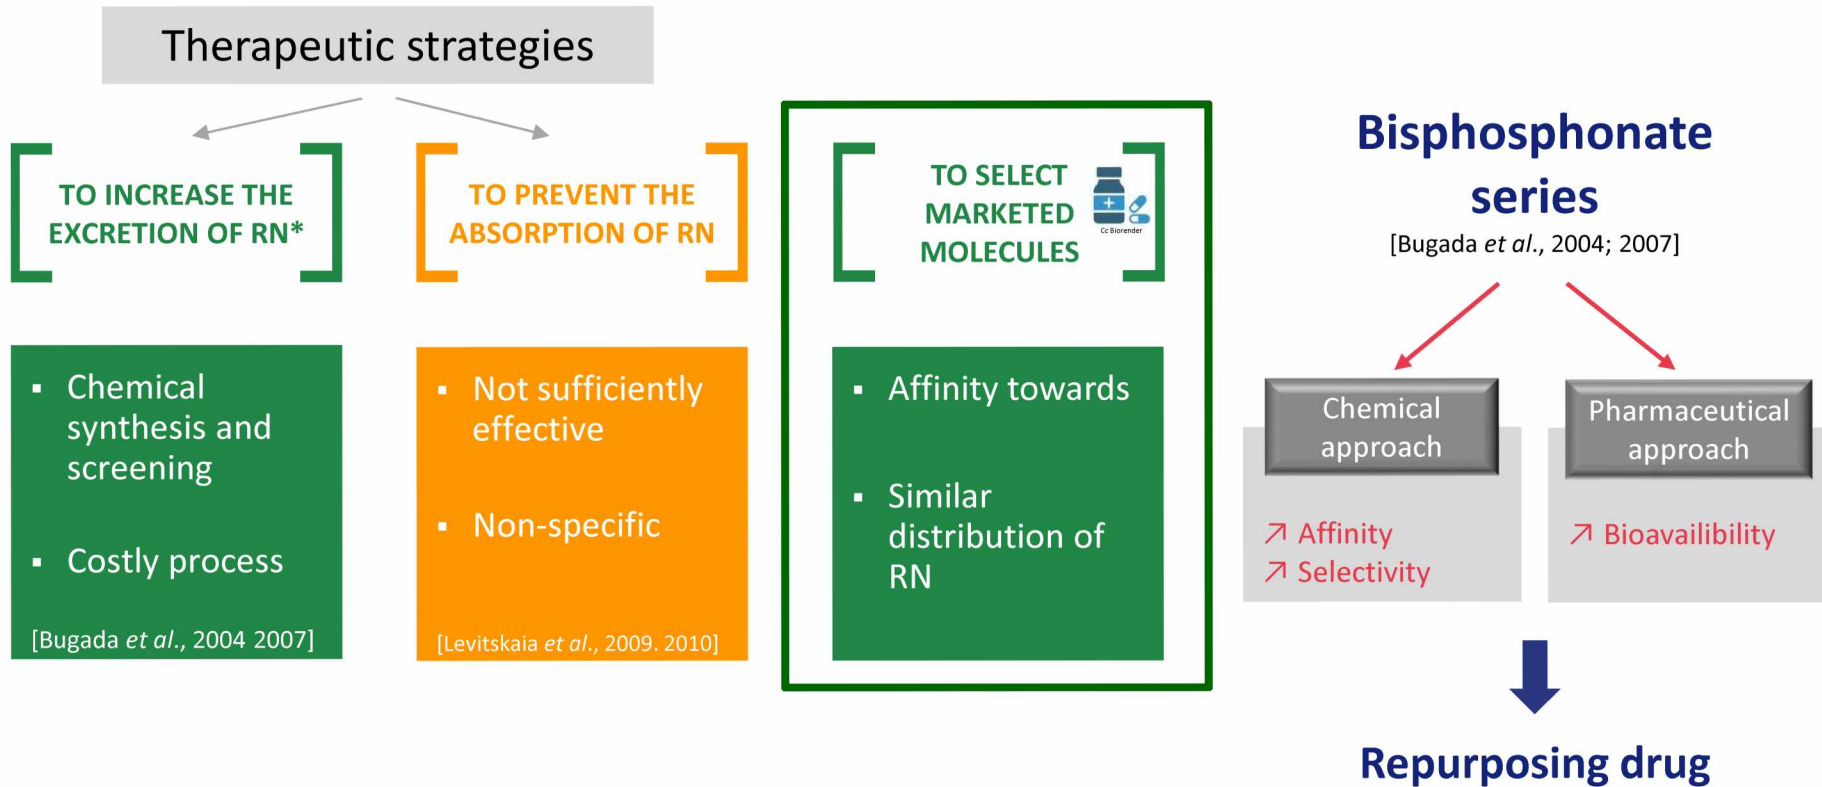 Therapeutic strategies
TO INCREASE THE
EXCRETION OF RN*
▪ Chemical
synthesis and
screening
▪ Costly process
[Bugada et al., 2004 2007]
TO PREVENT THE
ABSORPTION OF RN
▪ Not sufficiently
effective
▪ Non-specific
[Levitskaia et al., 2009. 2010]
TO SELECT
MARKETED
MOLECULES
Cc Biorender
▪ Affinity towards
▪ Similar
distribution of
RN
Bisphosphonate
series
[Bugada et al., 2004; 2007]
Chemical
approach
↗ Affinity
↗ Selectivity
Pharmaceutical
approach
↗ Bioavailibility
Repurposing drug